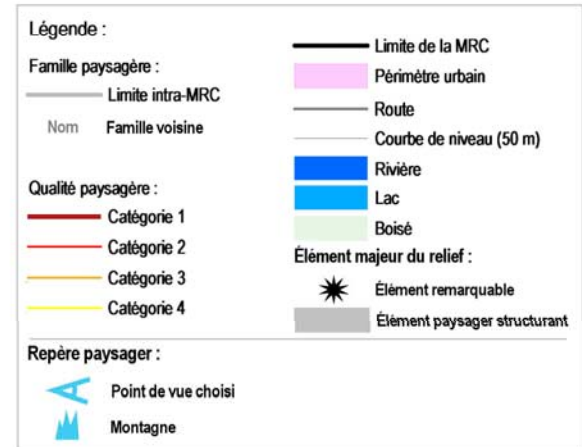 Légende :
Famille paysagère :
Limite intra-MRC
Nom Famille voisine
Qualité paysagère :
Catégorie 1
Catégorie 2
Catégorie 3
Catégorie 4
Limite de la MRC
Périmètre urbain
Route
Courbe de niveau (50 m)
Rivière
Lac
Boisé
Élément majeur du relief :
Élément remarquable
Élément paysager structurant
Repère paysager :
Point de vue choisi
Montagne